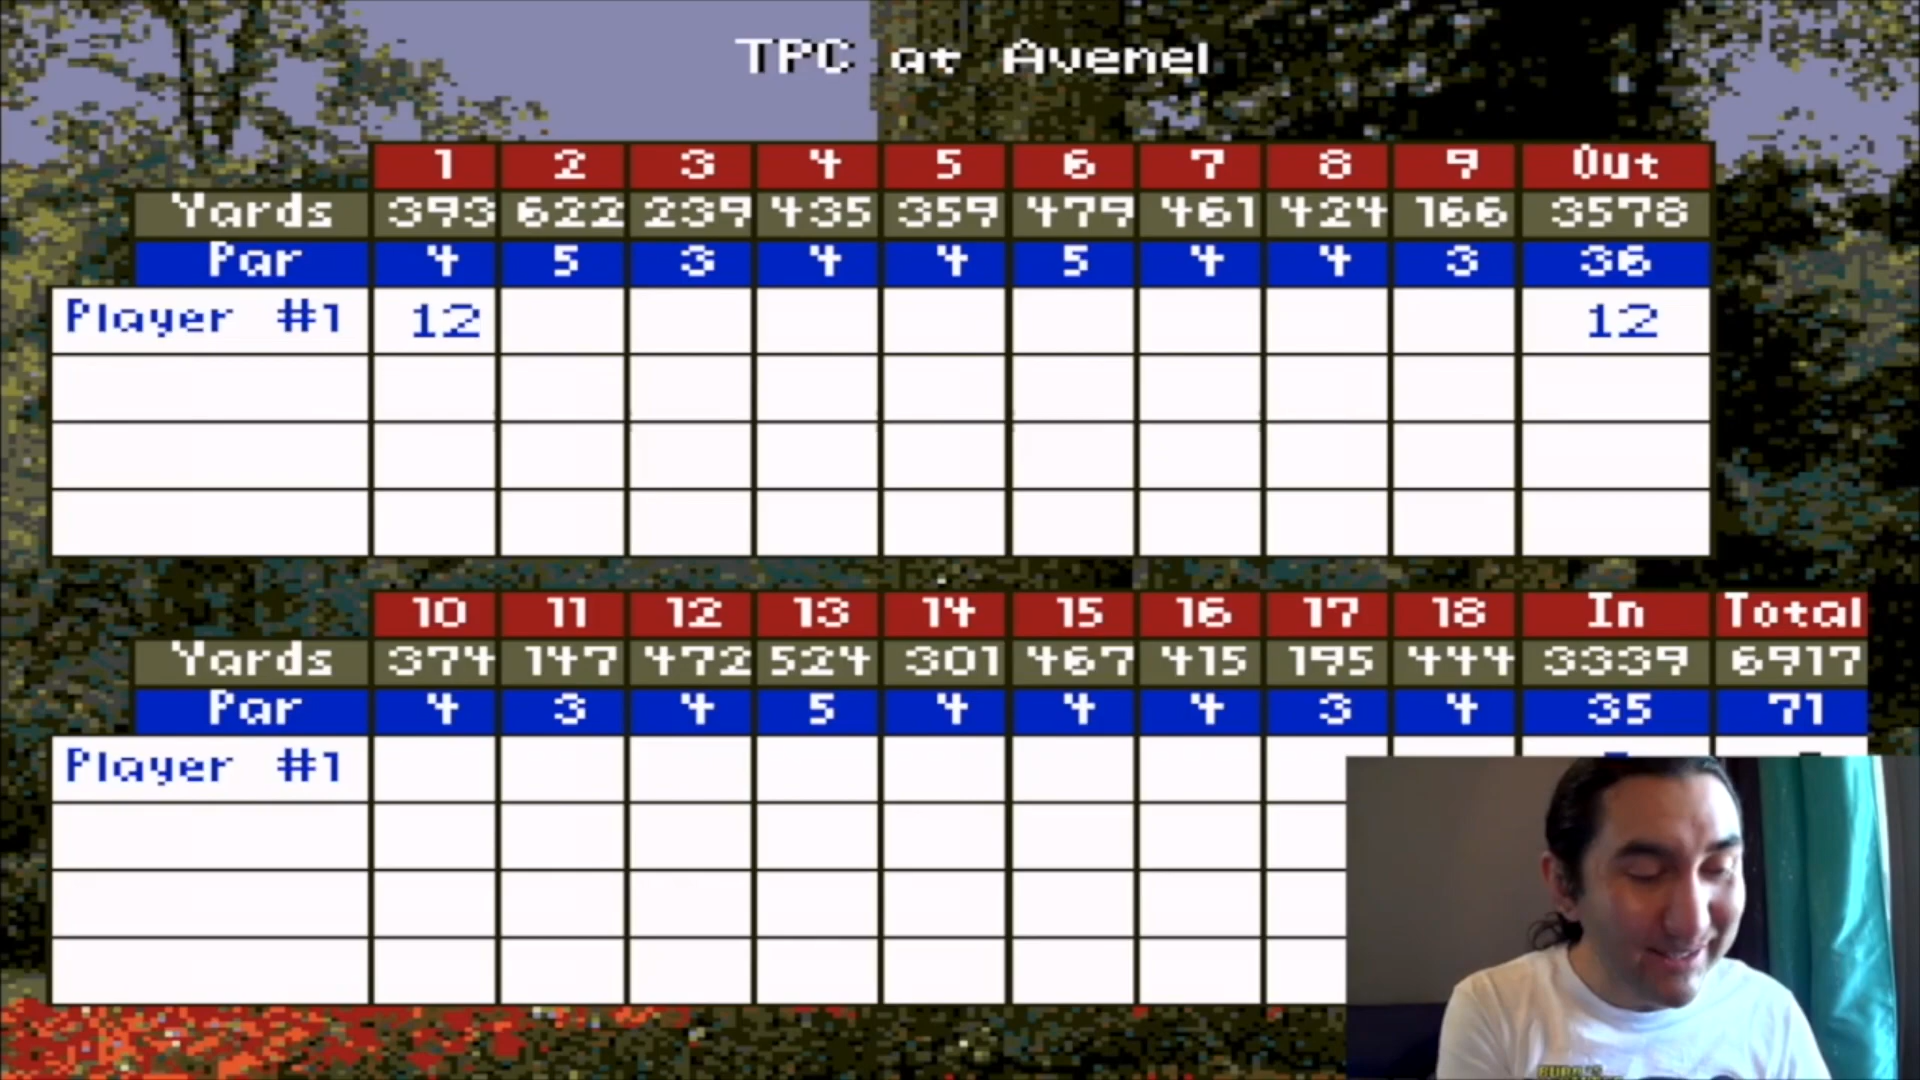 TPC at Avenel
1 2 3 4 5 6 7 8 9 Out
Yards 393 622 239 435 359 479 461 424 166 3578
Par 4 5 3 4 4 5 4 4 3 36
Player #1 12 12
10 11 12 13 14 15 16 17 18 In Total
Yards 374 147 472 524 301 467 415 195 444 3339 6917
Par 4 3 4 5 4 4 4 3 4 35 71
Player #1